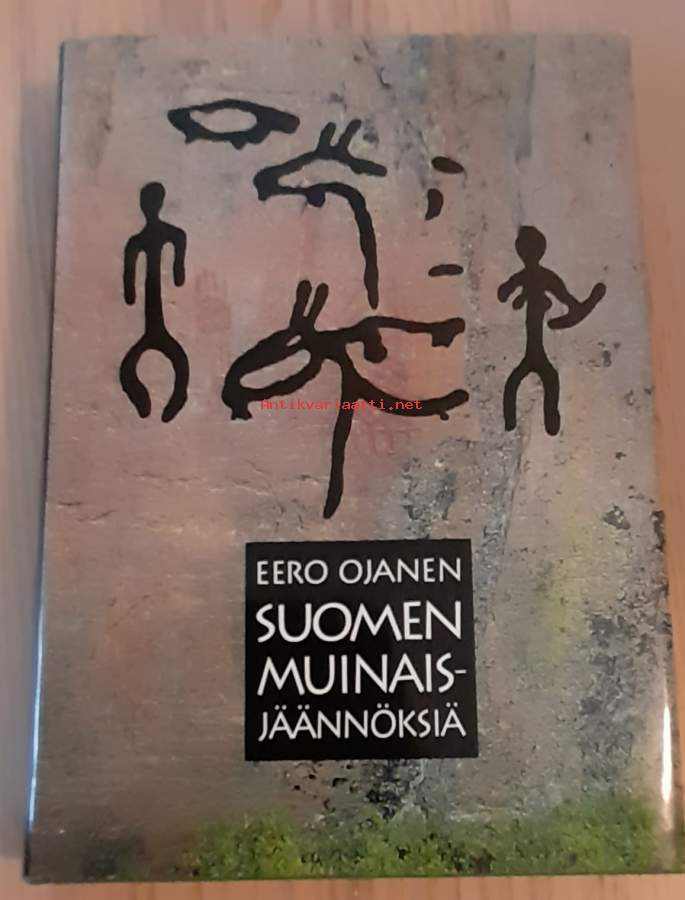 Antikvariaatti.net
EERO OJANEN
SUOMEN
MUINAIS-
JÄÄNNÖKSIÄ